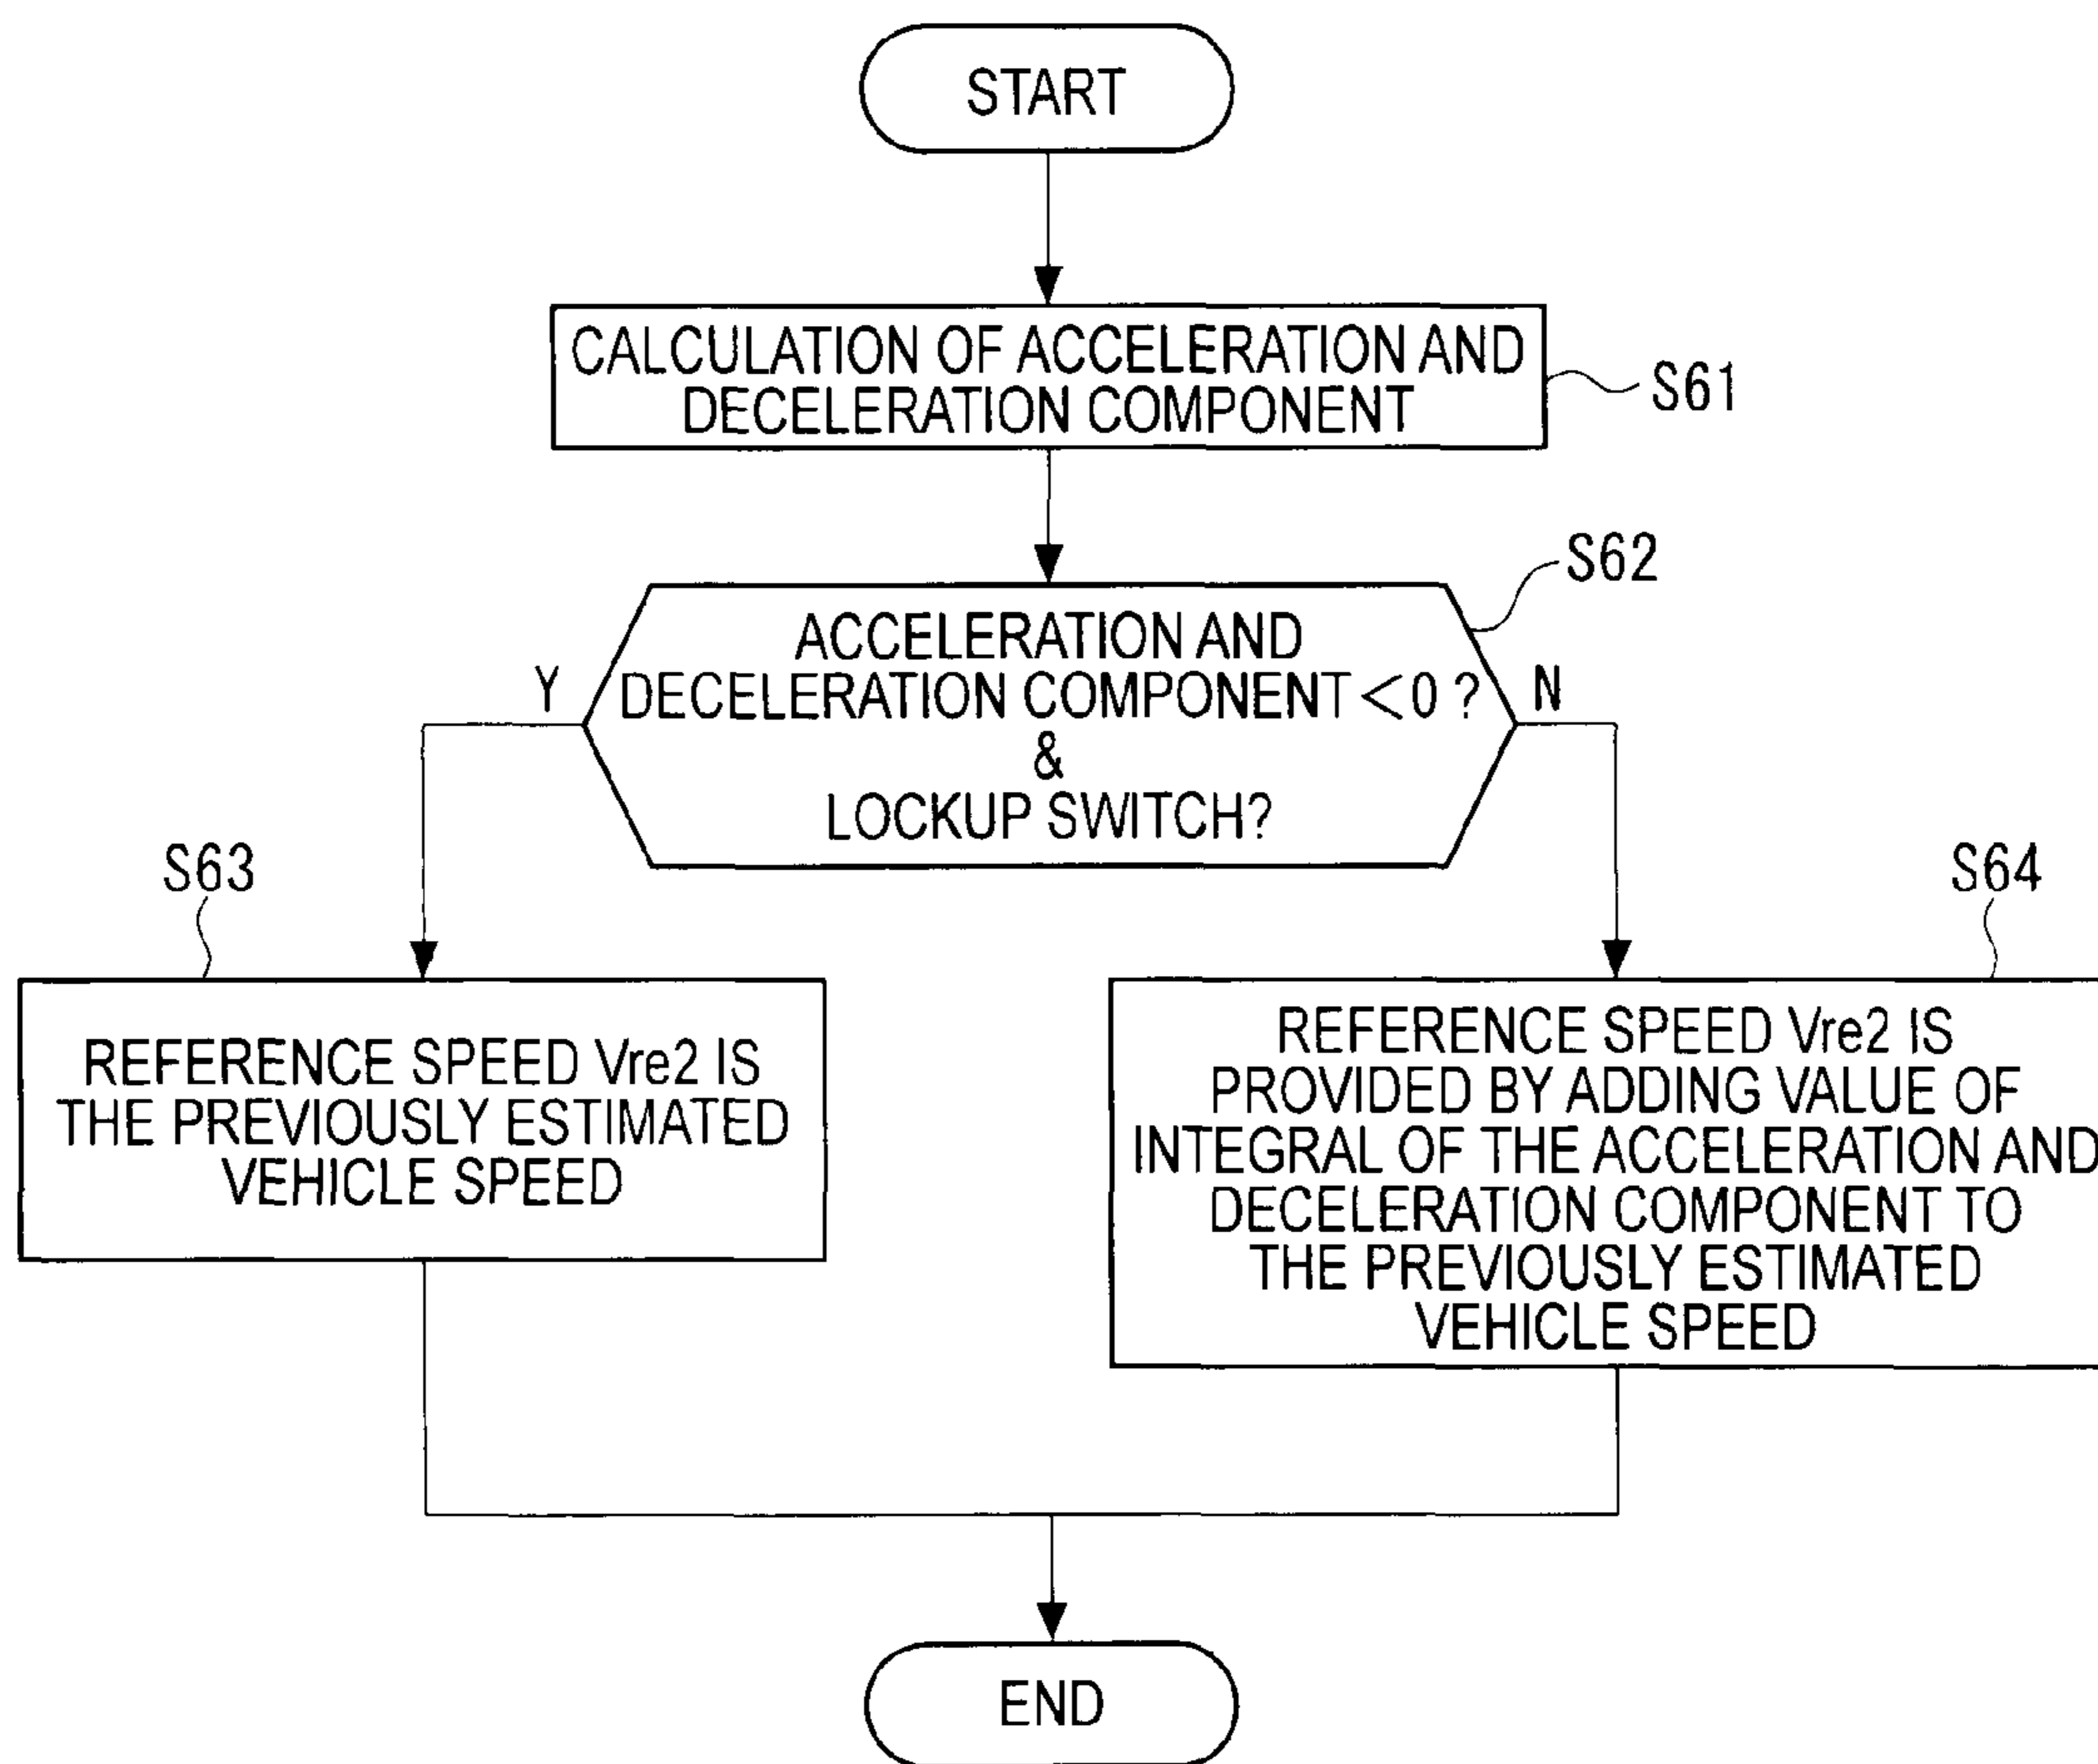 START
CALCULATION OF ACCELERATION AND
DECELERATION COMPONENT
S61
S62
ACCELERATION AND
DECELERATION COMPONENT <0 ?
&
LOCKUP SWITCH?
Y
N
S63
S64
REFERENCE SPEED Vre2 IS
THE PREVIOUSLY ESTIMATED
VEHICLE SPEED
REFERENCE SPEED Vre2 IS
PROVIDED BY ADDING VALUE OF
INTEGRAL OF THE ACCELERATION AND
DECELERATION COMPONENT TO
THE PREVIOUSLY ESTIMATED
VEHICLE SPEED
END